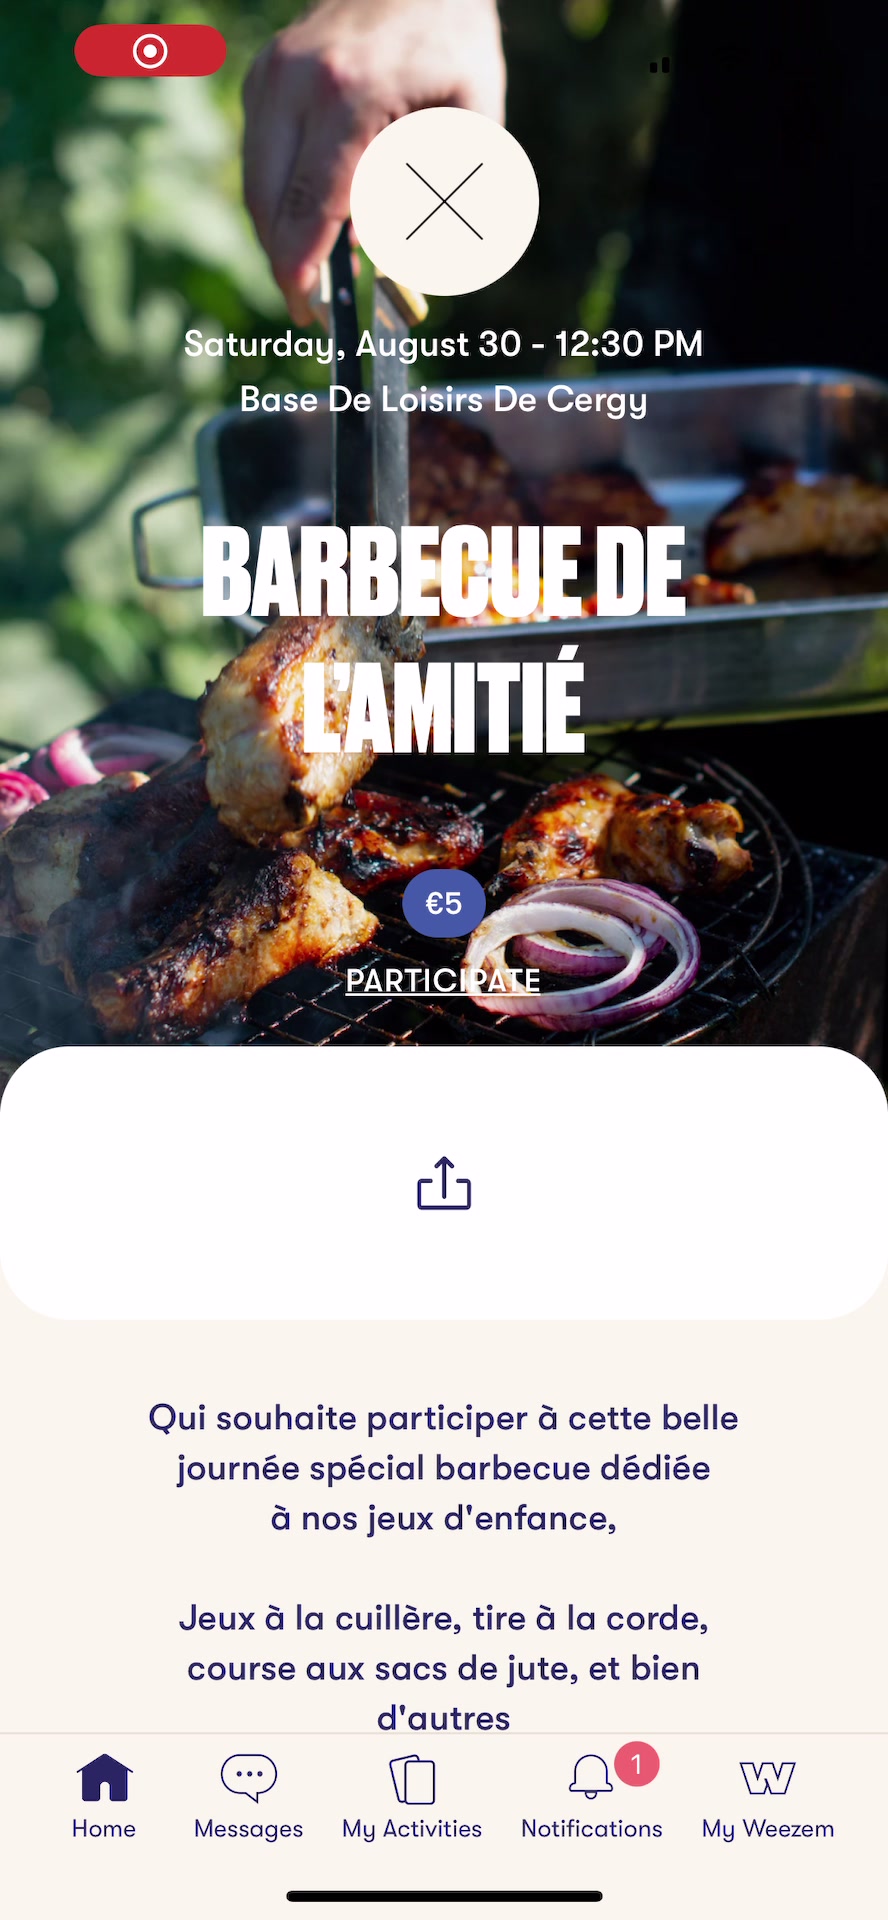 Saturday, August 30 - 12:30 PM
Base De Loisirs De Cergy
BARBECUE DE
L'AMITIÉ
€5
PARTICIPATE
Qui souhaite participer à cette belle
journée spécial barbecue dédiée
à nos jeux d'enfance,
Jeux à la cuillère, tire à la corde,
course aux sacs de jute, et bien
d'autres
1
Home
Messages
My Activities
Notifications
My Weezem